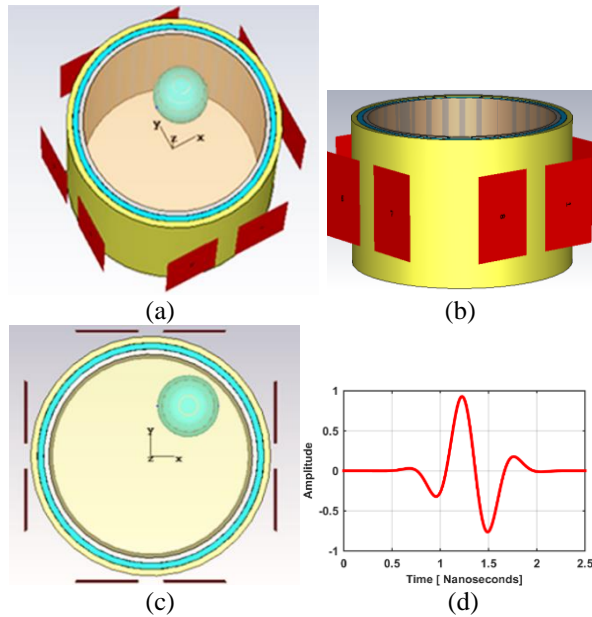 y
z
x
(a)
(b)
y
z
x
(c)
1
0.5
0
-0.5
-1
Amplitude
0
0.5
1
1.5
2
2.5
Time [ Nanoseconds]
(d)